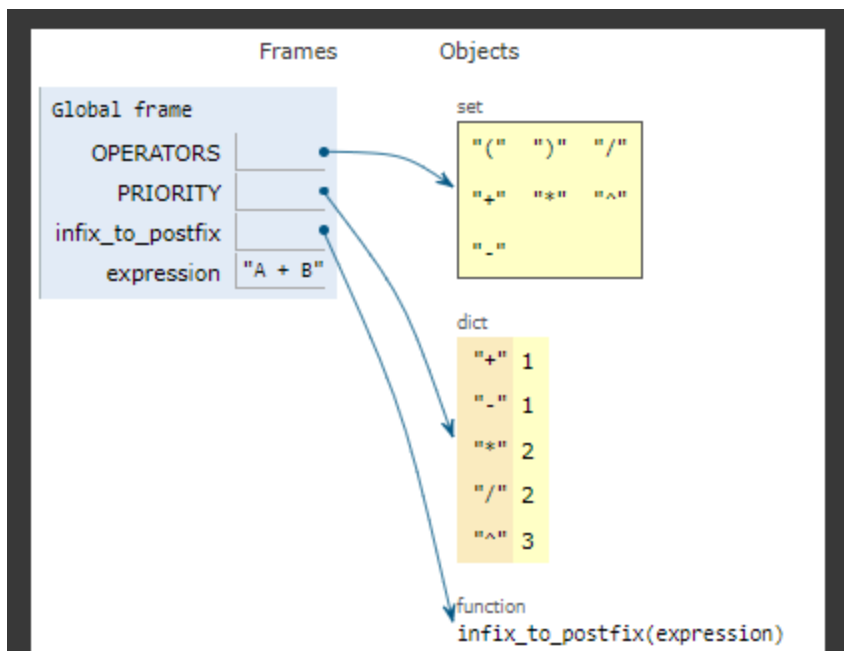 Frames Objects
Global frame
OPERATORS
PRIORITY
infix_to_postfix
expression "A + B"
set
"(" ")" "/"
"+" "*" "^"
"-"
dict
"+" 1
"-" 1
"*" 2
"/" 2
"^" 3
function
infix_to_postfix(expression)